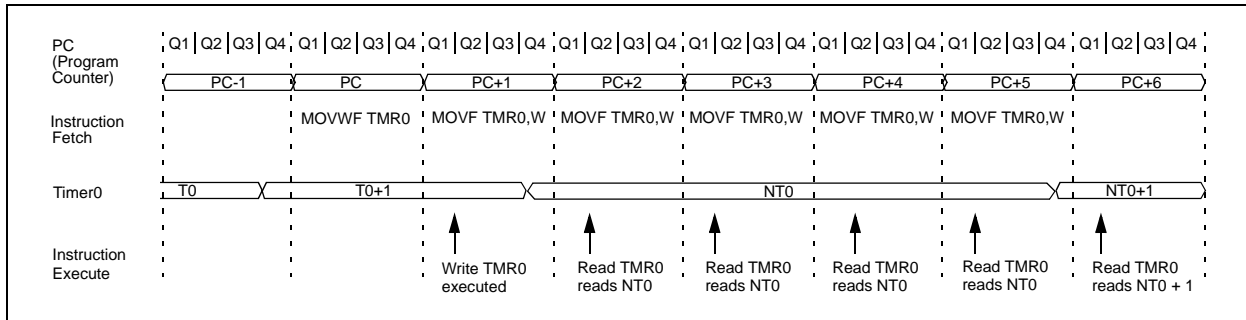 PC (Program Counter)
Q1 Q2 Q3 Q4 Q1 Q2 Q3 Q4 Q1 Q2 Q3 Q4 Q1 Q2 Q3 Q4 Q1 Q2 Q3 Q4 Q1 Q2 Q3 Q4 Q1 Q2 Q3 Q4 Q1 Q2 Q3 Q4
PC-1 PC PC+1 PC+2 PC+3 PC+4 PC+5 PC+6
Instruction Fetch
MOVWF TMR0 MOVF TMR0,W MOVF TMR0,W MOVF TMR0,W MOVF TMR0,W MOVF TMR0,W
Timer0
T0 T0+1 NT0 NT0+1
Instruction Execute
Write TMR0 executed
Read TMR0 reads NT0
Read TMR0 reads NT0
Read TMR0 reads NT0
Read TMR0 reads NT0
Read TMR0 reads NT0 + 1